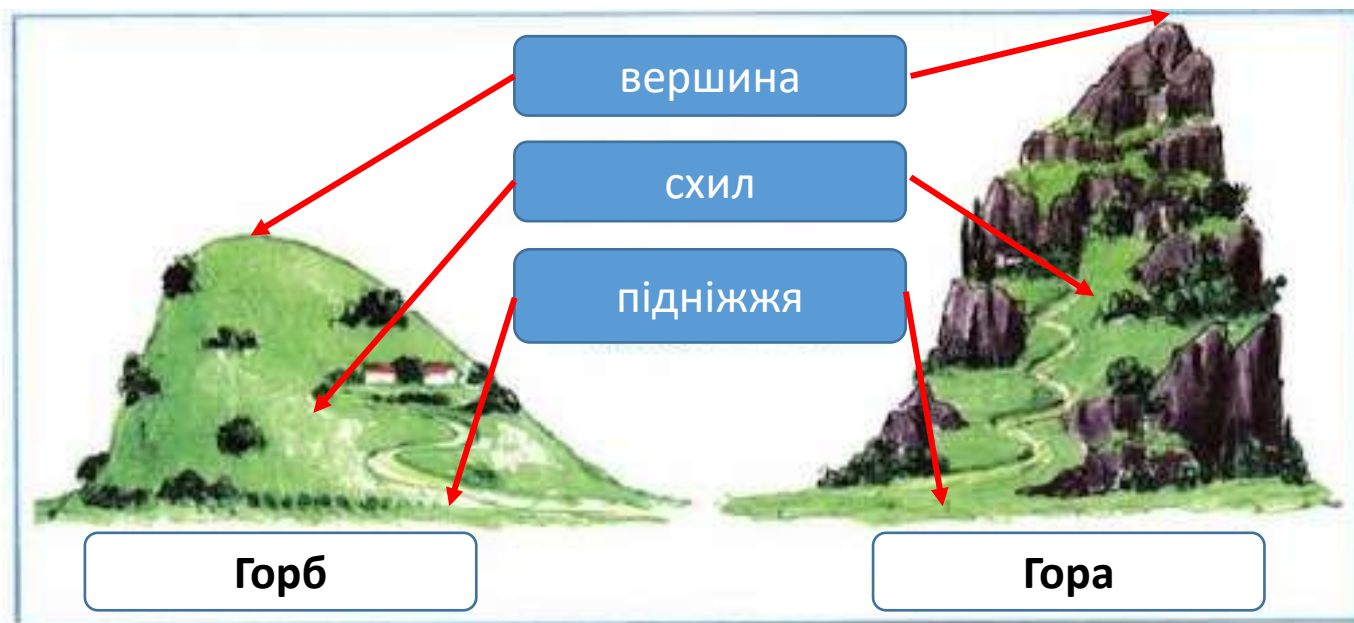 вершина
схил
підніжжя
Горб
Гора